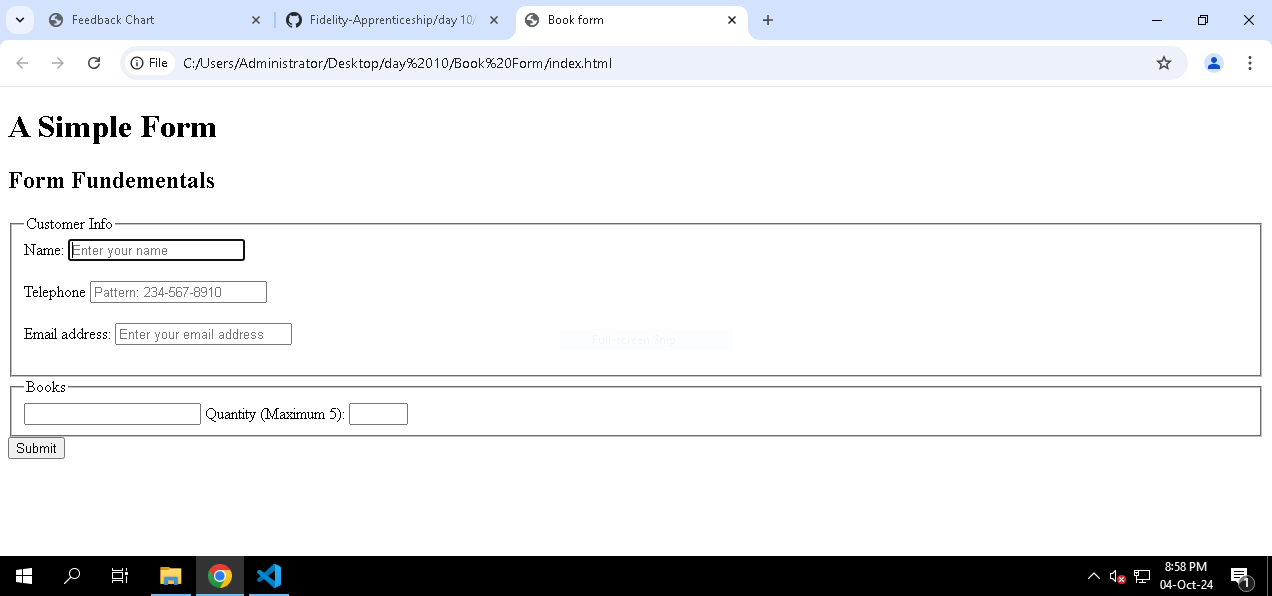 Feedback Chart
Fidelity-Apprenticeship/day 10/
Book form
File
C:/Users/Administrator/Desktop/day%2010/Book%20Form/index.html
A Simple Form
Form Fundementals
Customer Info
Name: Enter your name
Telephone Pattern: 234-567-8910
Email address: Enter your email address
Full-screen Snip
Books
Quantity (Maximum 5):
Submit
8:58 PM
04-Oct-24
1